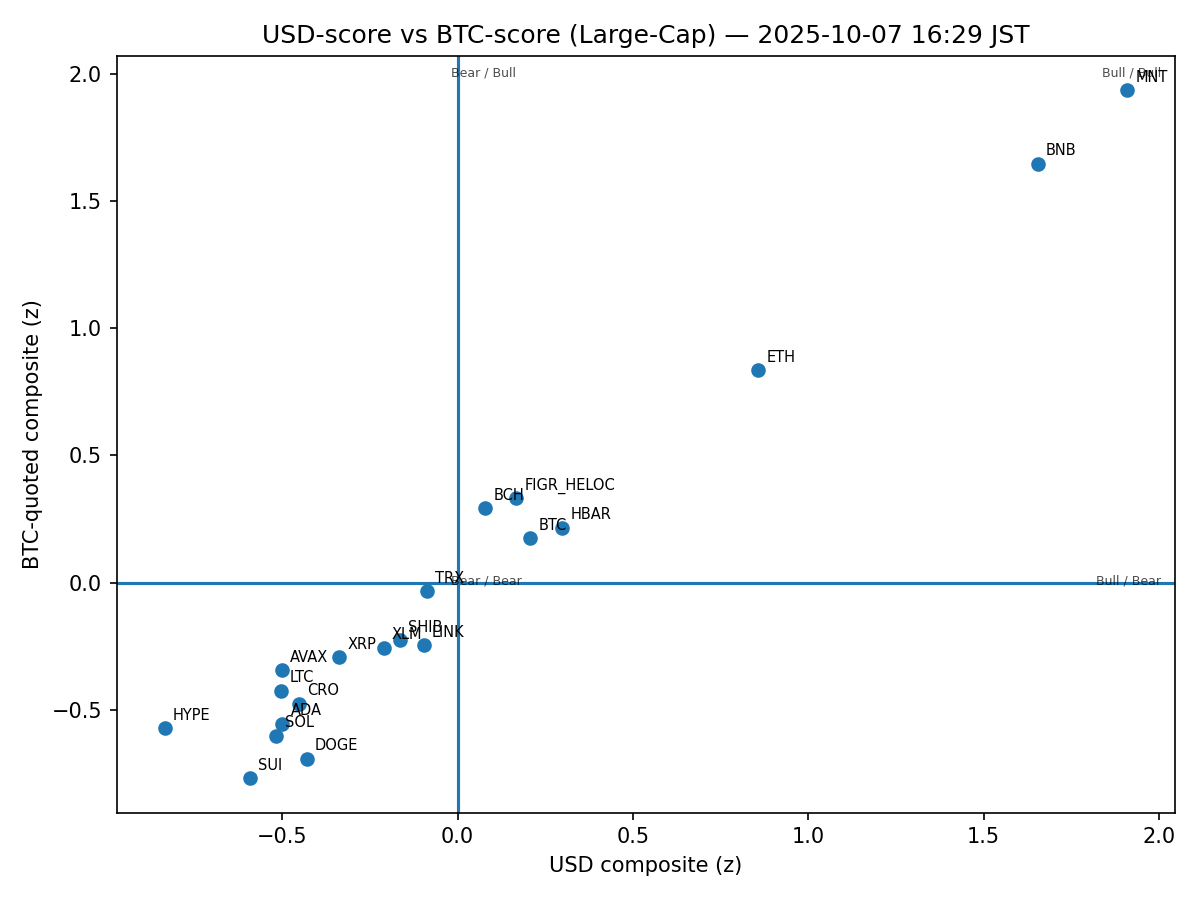 USD-score vs BTC-score (Large-Cap) — 2025-10-07 16:29 JST
Bear / Bull
Bull / Bull
MNT
BNB
ETH
FIGR_HELOC
BCH
HBAR
BTC
TRX
Bear / Bear
Bull / Bear
SHIB
XLM
LINK
XRP
AVAX
LTC
CRO
ADA
HYPE
SOL
DOGE
SUI
2.0
1.5
1.0
0.5
0.0
−0.5
BTC-quoted composite (z)
−0.5
0.0
0.5
1.0
1.5
2.0
USD composite (z)